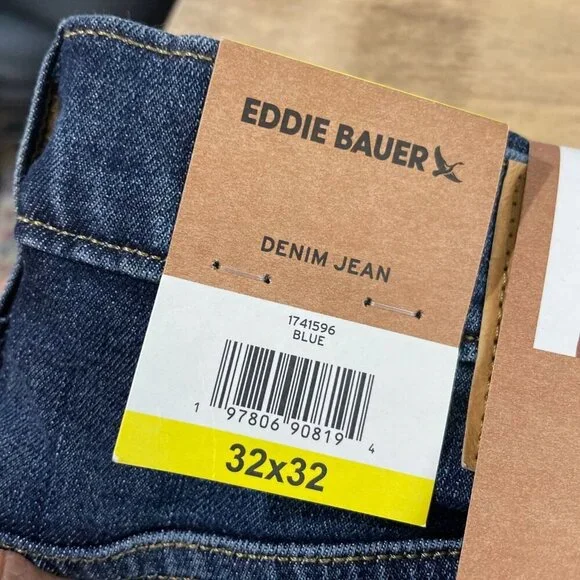 EDDIE BAUER
DENIM JEAN
1741596
BLUE
1 97806 90819 4
32x32